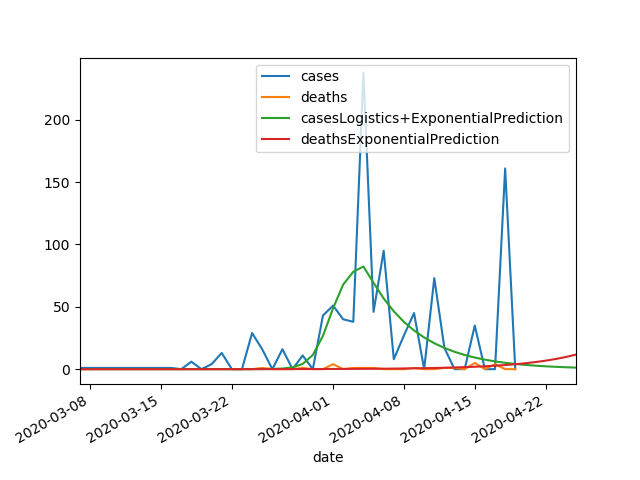 cases
deaths
casesLogistics+ExponentialPrediction
deathsExponentialPrediction
200
150
100
50
0
2020-03-08
2020-03-15
2020-03-22
2020-04-01
2020-04-08
2020-04-15
2020-04-22
date